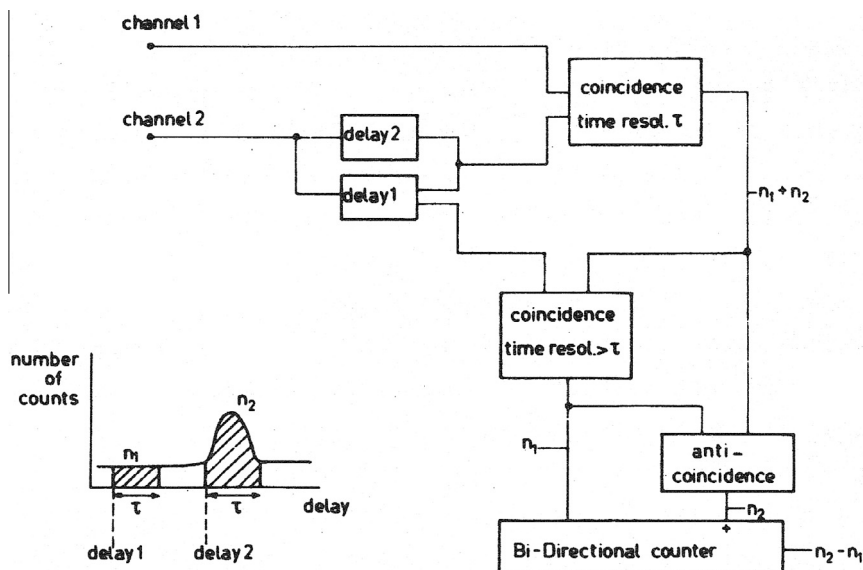 channel 1
channel 2
delay 2
delay 1
coincidence
time resol. τ
n₁ + n₂
coincidence
time resol.> τ
n₁
anti-
coincidence
n₂
+
Bi-Directional counter
n₂ - n₁
number
of
counts
n₂
n₁
τ
τ
delay
delay 1
delay 2